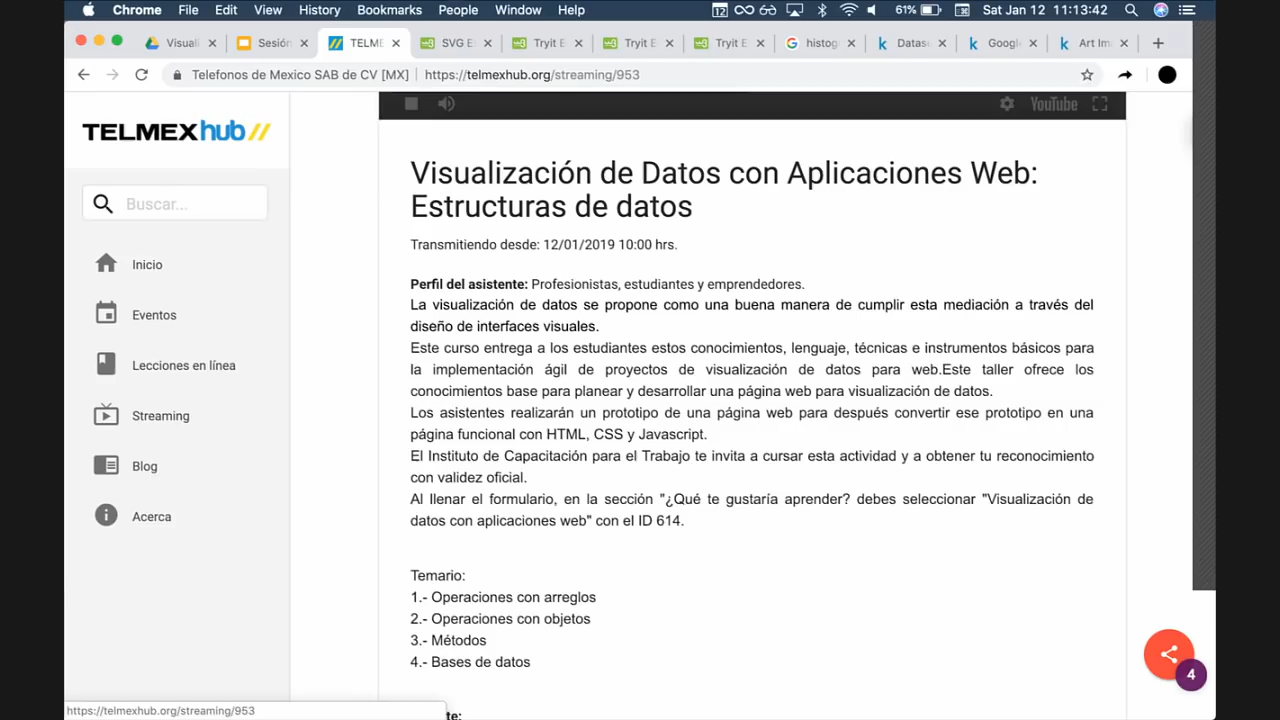 Chrome File Edit View History Bookmarks People Window Help 12 61% Sat Jan 12 11:13:42
Visuali Sesión TELME SVG E Tryit E Tryit E Tryit E histog Datas Googl Art Im
Telefonos de Mexico SAB de CV [MX] https://telmexhub.org/streaming/953
YouTube
TELMEXhub //
Buscar...
Inicio
Eventos
Lecciones en línea
Streaming
Blog
Acerca
Visualización de Datos con Aplicaciones Web:
Estructuras de datos
Transmitiendo desde: 12/01/2019 10:00 hrs.
Perfil del asistente: Profesionistas, estudiantes y emprendedores.
La visualización de datos se propone como una buena manera de cumplir esta mediación a través del
diseño de interfaces visuales.
Este curso entrega a los estudiantes estos conocimientos, lenguaje, técnicas e instrumentos básicos para
la implementación ágil de proyectos de visualización de datos para web.Este taller ofrece los
conocimientos base para planear y desarrollar una página web para visualización de datos.
Los asistentes realizarán un prototipo de una página web para después convertir ese prototipo en una
página funcional con HTML, CSS y Javascript.
El Instituto de Capacitación para el Trabajo te invita a cursar esta actividad y a obtener tu reconocimiento
con validez oficial.
Al llenar el formulario, en la sección "¿Qué te gustaría aprender? debes seleccionar "Visualización de
datos con aplicaciones web" con el ID 614.
Temario:
1.- Operaciones con arreglos
2.- Operaciones con objetos
3.- Métodos
4.- Bases de datos
4
https://telmexhub.org/streaming/953
te: